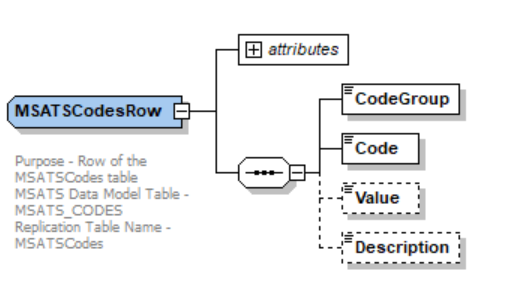 attributes
MSATSCodesRow
CodeGroup
Code
Value
Description
Purpose - Row of the
MSATSCodes table
MSATS Data Model Table -
MSATS_CODES
Replication Table Name -
MSATSCodes